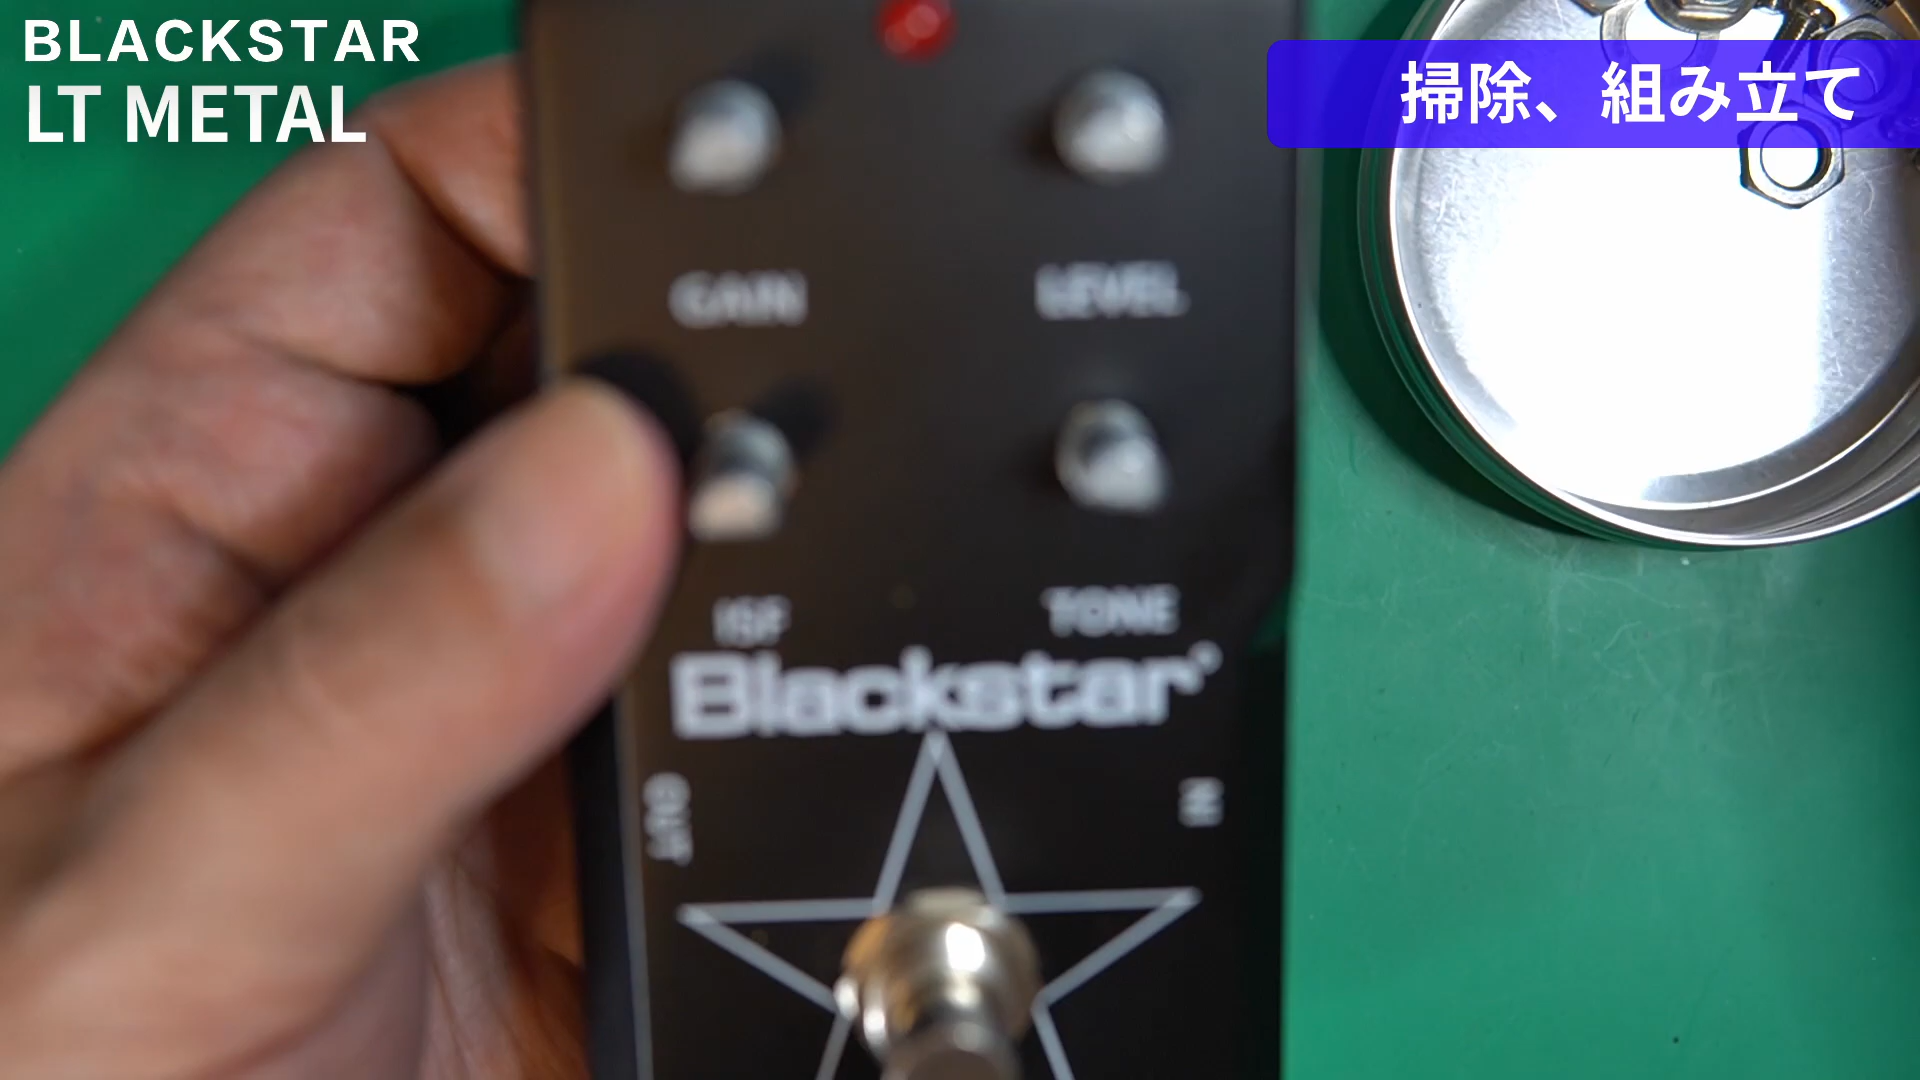 BLACKSTAR
LT METAL
掃除、組み立て
GAIN
LEVEL
ISF
TONE
Blackstar
OUT
IN